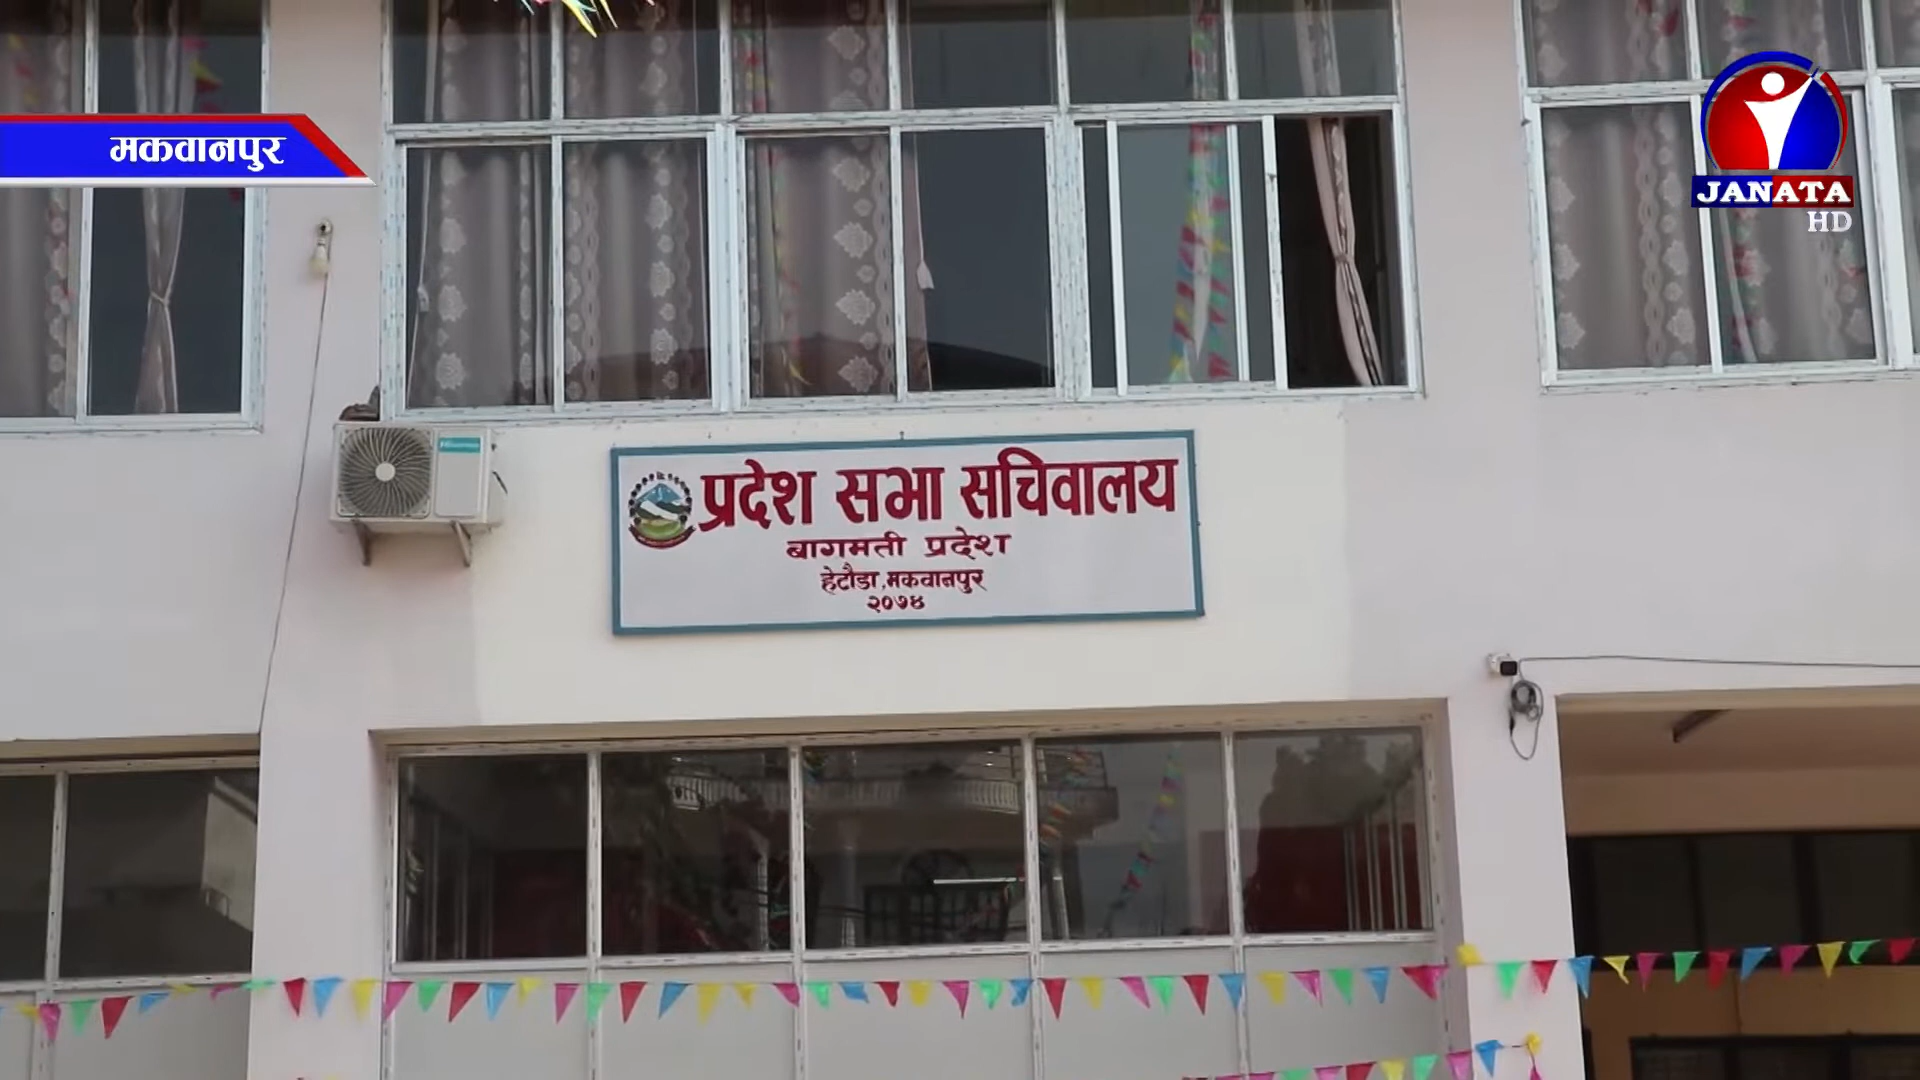 मकवानपुर
JANATA
HD
प्रदेश सभा सचिवालय
बागमती प्रदेश
हेटौडा,मकवानपुर
२०७४